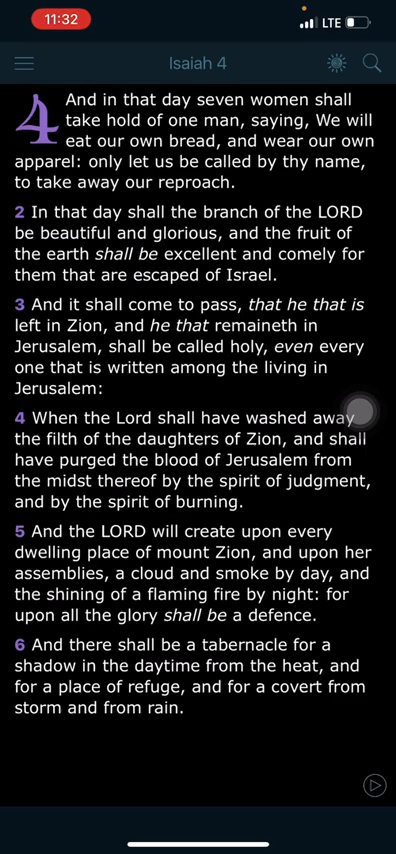 11:32
LTE
Isaiah 4
4 And in that day seven women shall
take hold of one man, saying, We will
eat our own bread, and wear our own
apparel: only let us be called by thy name,
to take away our reproach.
2 In that day shall the branch of the LORD
be beautiful and glorious, and the fruit of
the earth shall be excellent and comely for
them that are escaped of Israel.
3 And it shall come to pass, that he that is
left in Zion, and he that remaineth in
Jerusalem, shall be called holy, even every
one that is written among the living in
Jerusalem:
4 When the Lord shall have washed away
the filth of the daughters of Zion, and shall
have purged the blood of Jerusalem from
the midst thereof by the spirit of judgment,
and by the spirit of burning.
5 And the LORD will create upon every
dwelling place of mount Zion, and upon her
assemblies, a cloud and smoke by day, and
the shining of a flaming fire by night: for
upon all the glory shall be a defence.
6 And there shall be a tabernacle for a
shadow in the daytime from the heat, and
for a place of refuge, and for a covert from
storm and from rain.